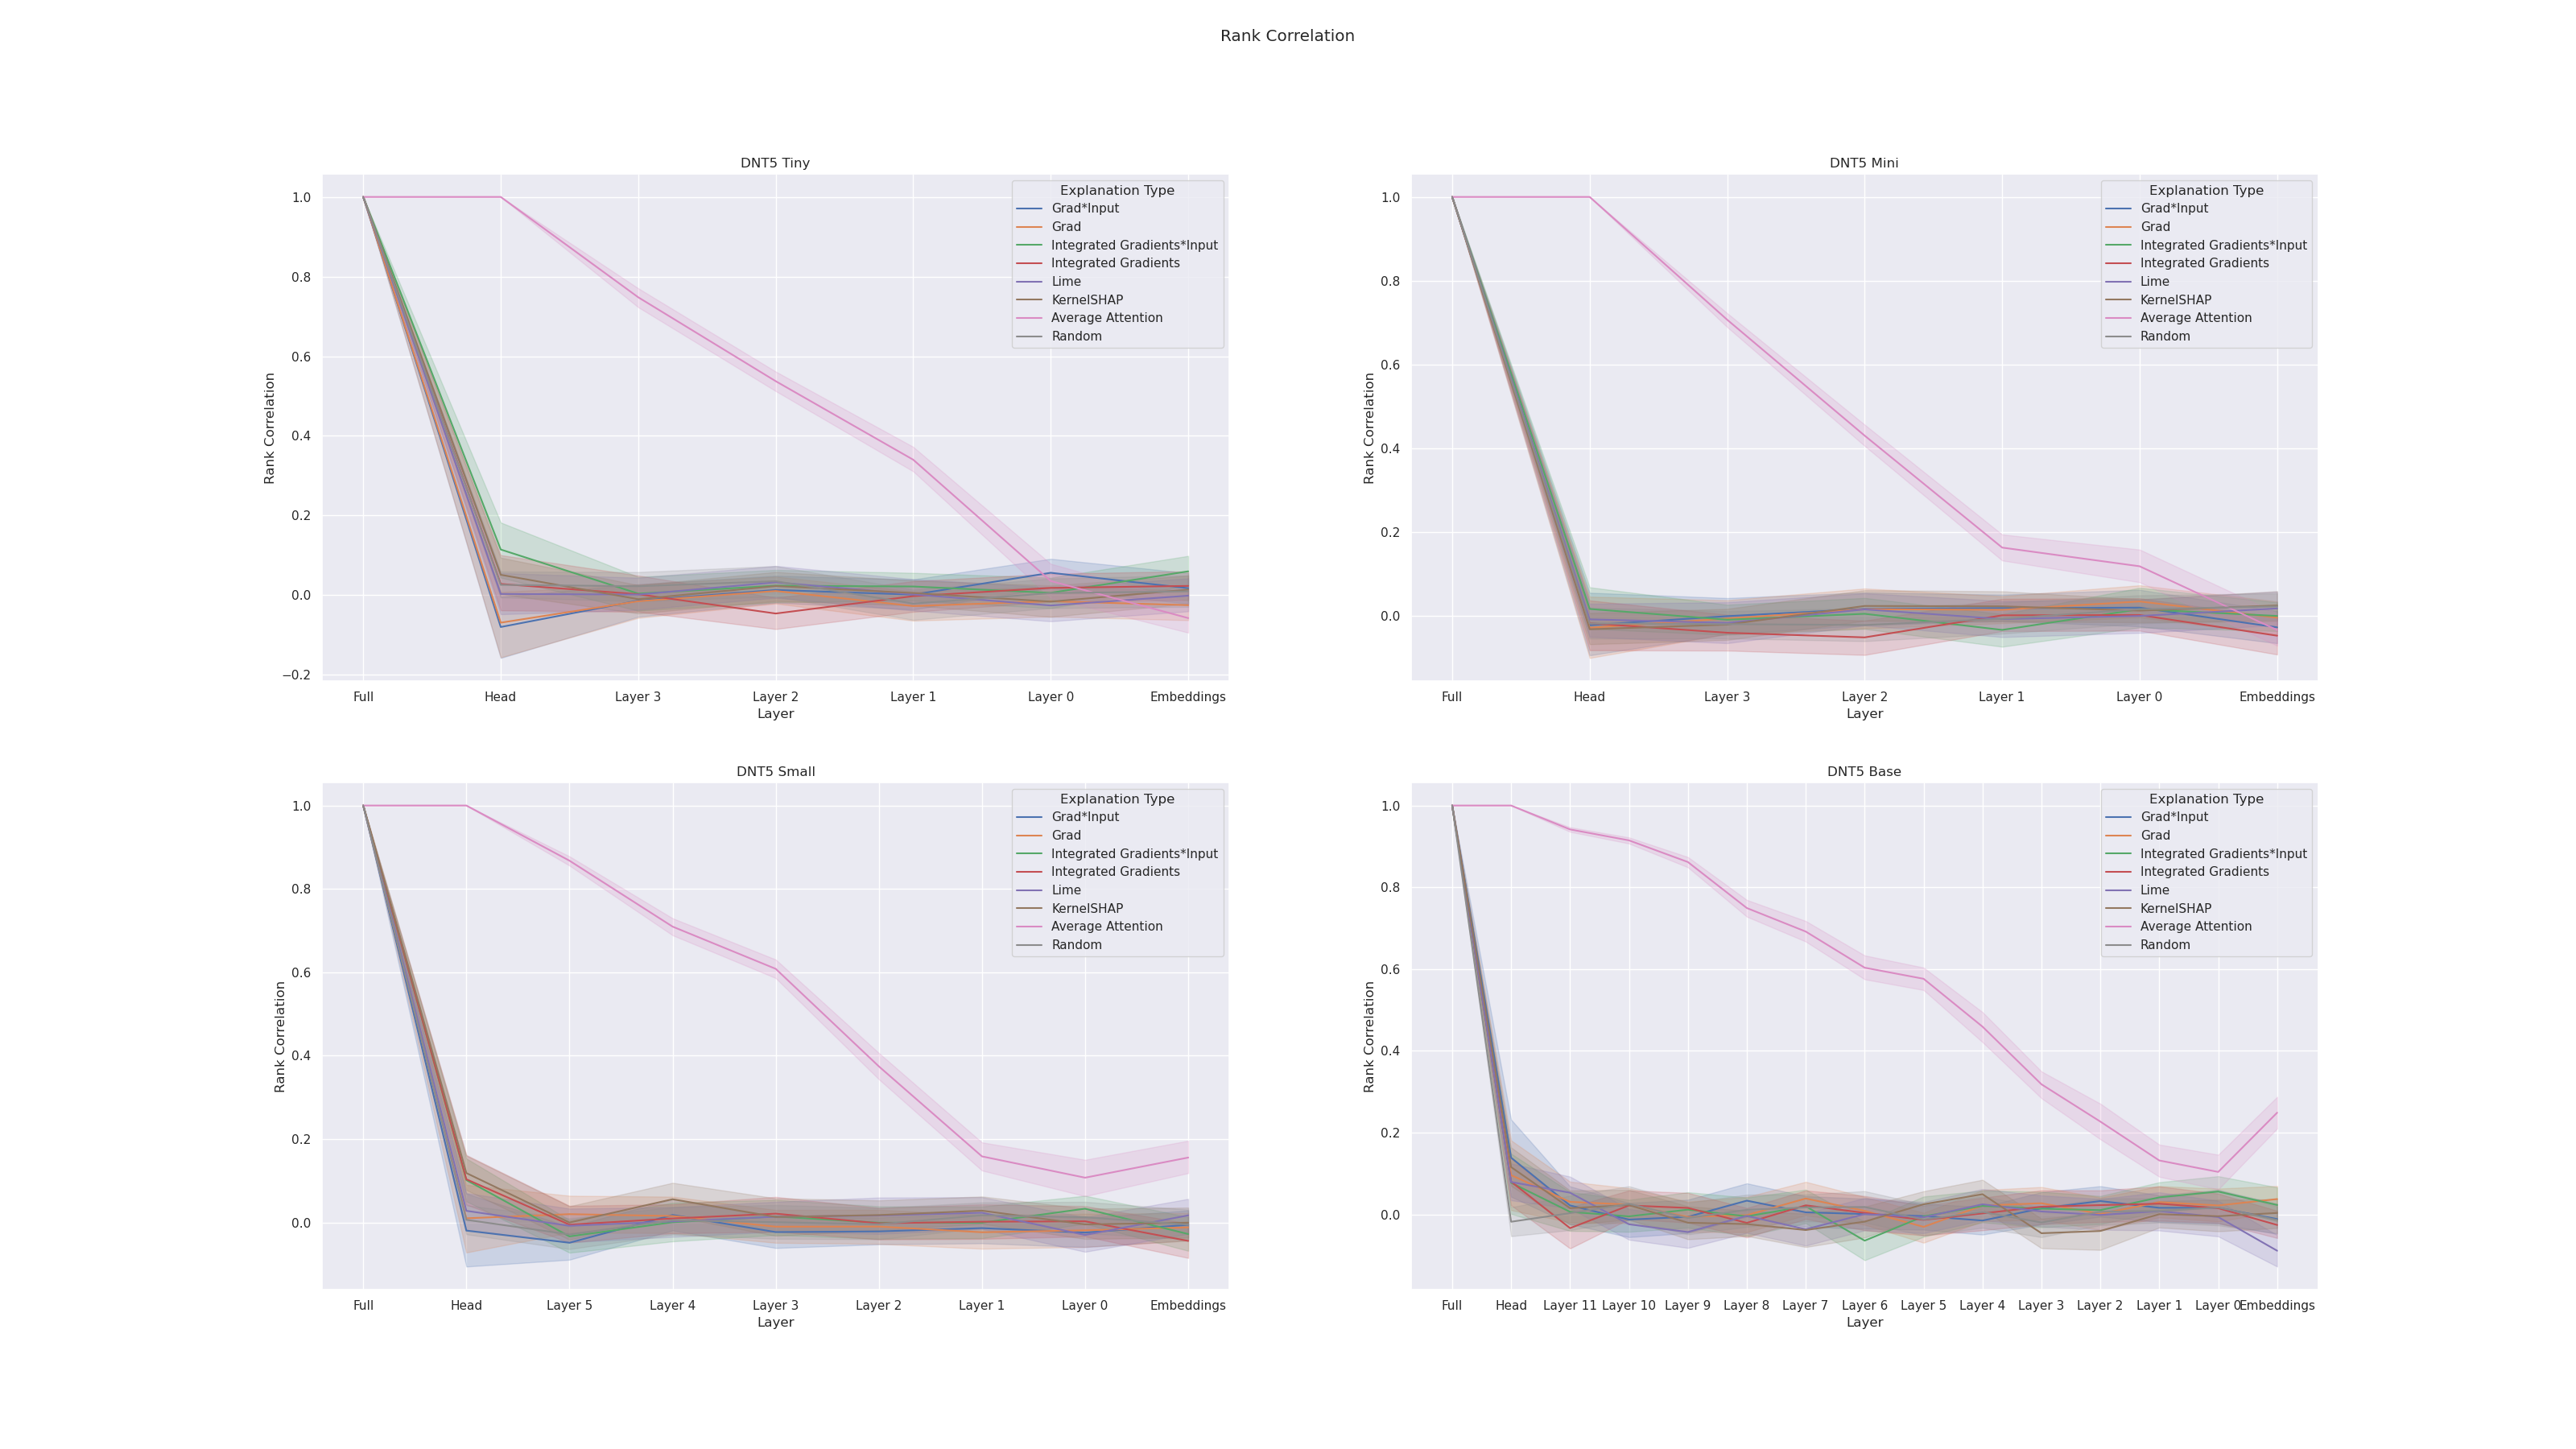 Rank Correlation
DNT5 Tiny
Rank Correlation
1.0
0.8
0.6
0.4
0.2
0.0
−0.2
Explanation Type
Grad*Input
Grad
Integrated Gradients*Input
Integrated Gradients
Lime
KernelSHAP
Average Attention
Random
Full Head Layer 3 Layer 2 Layer 1 Layer 0 Embeddings
Layer
DNT5 Mini
Rank Correlation
1.0
0.8
0.6
0.4
0.2
0.0
Explanation Type
Grad*Input
Grad
Integrated Gradients*Input
Integrated Gradients
Lime
KernelSHAP
Average Attention
Random
Full Head Layer 3 Layer 2 Layer 1 Layer 0 Embeddings
Layer
DNT5 Small
Rank Correlation
1.0
0.8
0.6
0.4
0.2
0.0
Explanation Type
Grad*Input
Grad
Integrated Gradients*Input
Integrated Gradients
Lime
KernelSHAP
Average Attention
Random
Full Head Layer 5 Layer 4 Layer 3 Layer 2 Layer 1 Layer 0 Embeddings
Layer
DNT5 Base
Rank Correlation
1.0
0.8
0.6
0.4
0.2
0.0
Explanation Type
Grad*Input
Grad
Integrated Gradients*Input
Integrated Gradients
Lime
KernelSHAP
Average Attention
Random
Full Head Layer 11 Layer 10 Layer 9 Layer 8 Layer 7 Layer 6 Layer 5 Layer 4 Layer 3 Layer 2 Layer 1 Layer 0 Embeddings
Layer